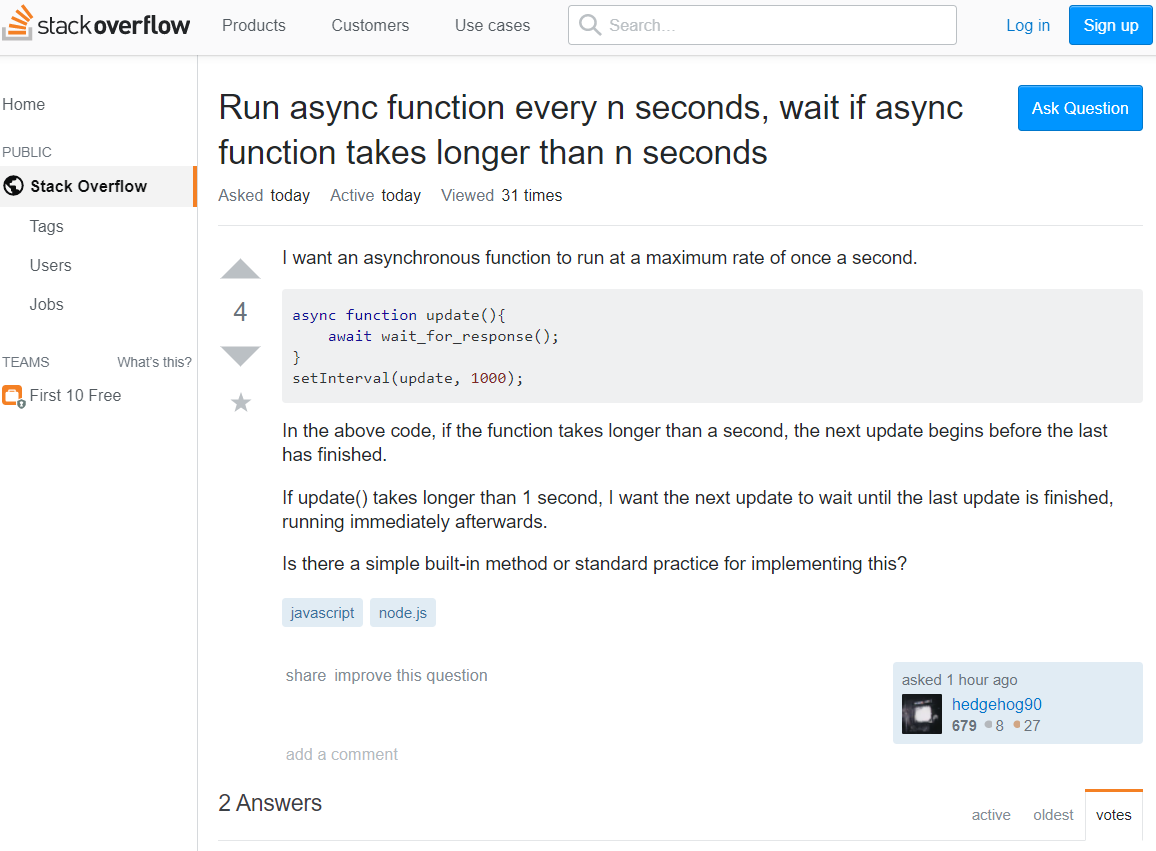 stackoverflow
Products
Customers
Use cases
Search...
Log in
Sign up
Home
PUBLIC
Stack Overflow
Tags
Users
Jobs
TEAMS
What's this?
First 10 Free
Run async function every n seconds, wait if async
function takes longer than n seconds
Ask Question
Asked today Active today Viewed 31 times
4
I want an asynchronous function to run at a maximum rate of once a second.
async function update(){
    await wait_for_response();
}
setInterval(update, 1000);
In the above code, if the function takes longer than a second, the next update begins before the last
has finished.
If update() takes longer than 1 second, I want the next update to wait until the last update is finished,
running immediately afterwards.
Is there a simple built-in method or standard practice for implementing this?
javascript node.js
share improve this question
asked 1 hour ago
hedgehog90
679 8 27
add a comment
2 Answers
active oldest votes